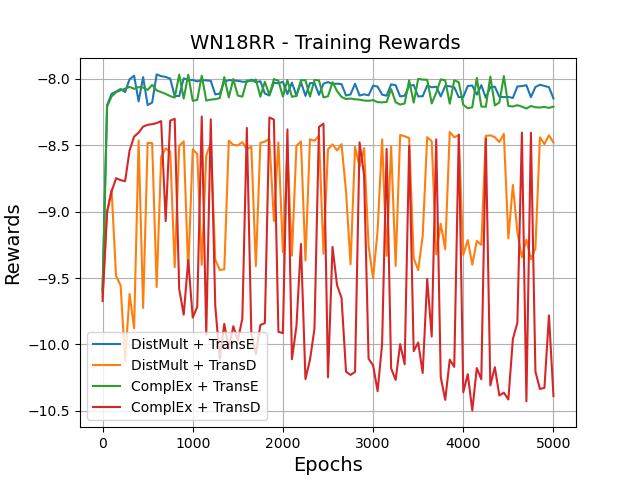 WN18RR - Training Rewards
Rewards
−8.0
−8.5
−9.0
−9.5
−10.0
−10.5
DistMult + TransE
DistMult + TransD
ComplEx + TransE
ComplEx + TransD
0 1000 2000 3000 4000 5000
Epochs